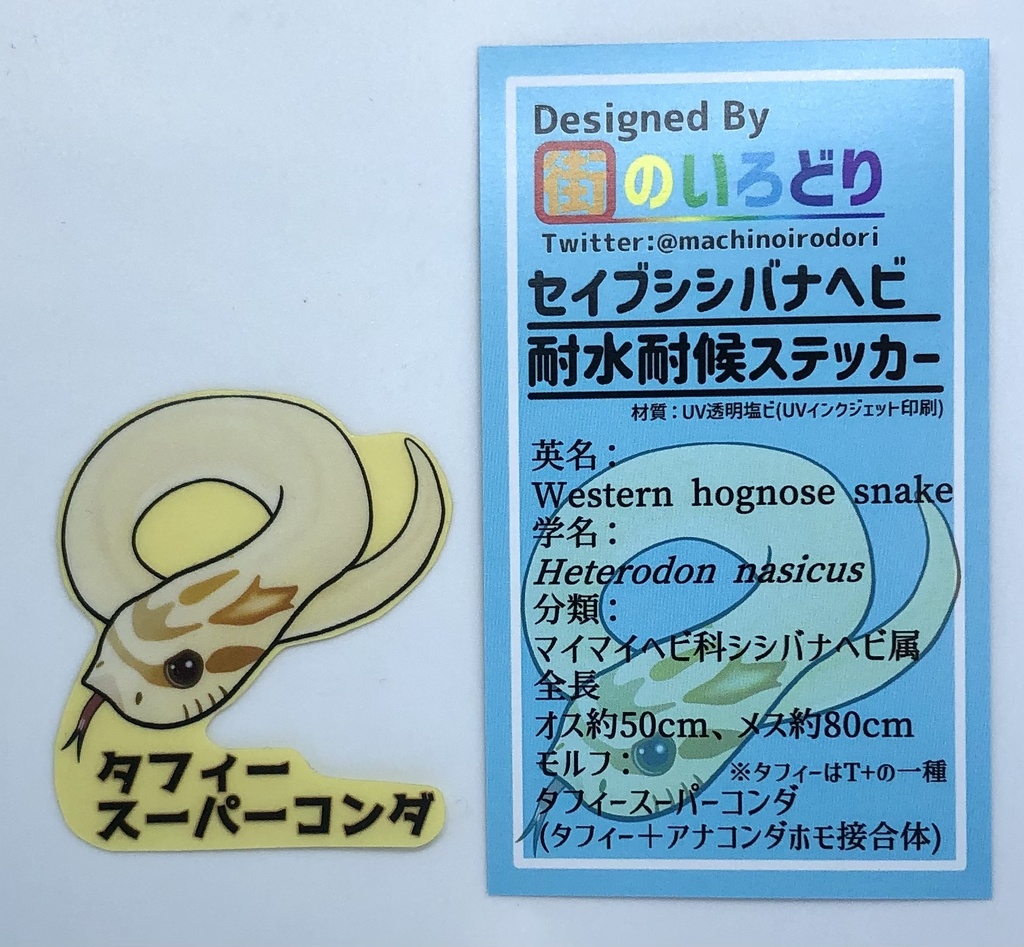 タフィー
スーパーコンダ
Designed By
街のいろどり
Twitter:@machinoirodori
セイブシシバナヘビ
耐水耐候ステッカー
材質：UV透明塩ビ(UVインクジェット印刷)
英名：
Western hognose snake
学名：
Heterodon nasicus
分類：
マイマイヘビ科シシバナヘビ属
全長
オス約50cm、メス約80cm
モルフ： ※タフィーはT+の一種
タフィースーパーコンダ
(タフィー＋アナコンダホモ接合体)